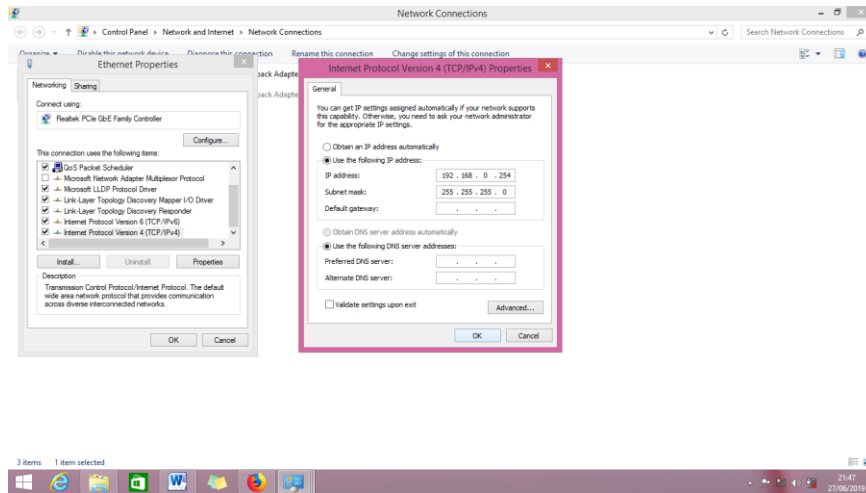 Network Connections
Control Panel
Network and Internet
Network Connections
Search Network Connections
Organize
Disable this network device
Diagnose this connection
Rename this connection
Change settings of this connection
Ethernet Properties
Networking
Sharing
Connect using:
Realtek PCIe GbE Family Controller
Configure...
This connection uses the following items:
QoS Packet Scheduler
Microsoft Network Adapter Multiplexor Protocol
Microsoft LLDP Protocol Driver
Link-Layer Topology Discovery Mapper I/O Driver
Link-Layer Topology Discovery Responder
Internet Protocol Version 6 (TCP/IPv6)
Internet Protocol Version 4 (TCP/IPv4)
Install...
Uninstall
Properties
Description
Transmission Control Protocol/Internet Protocol. The default
wide area network protocol that provides communication
across diverse interconnected networks.
OK
Cancel
back Adapte
back Adapte
Internet Protocol Version 4 (TCP/IPv4) Properties
General
You can get IP settings assigned automatically if your network supports
this capability. Otherwise, you need to ask your network administrator
for the appropriate IP settings.
Obtain an IP address automatically
Use the following IP address:
IP address: 192 . 168 . 0 . 254
Subnet mask: 255 . 255 . 255 . 0
Default gateway: . . .
Obtain DNS server address automatically
Use the following DNS server addresses:
Preferred DNS server: . . .
Alternate DNS server: . . .
Validate settings upon exit
Advanced...
OK
Cancel
3 items
1 item selected
21:47
27/06/2019